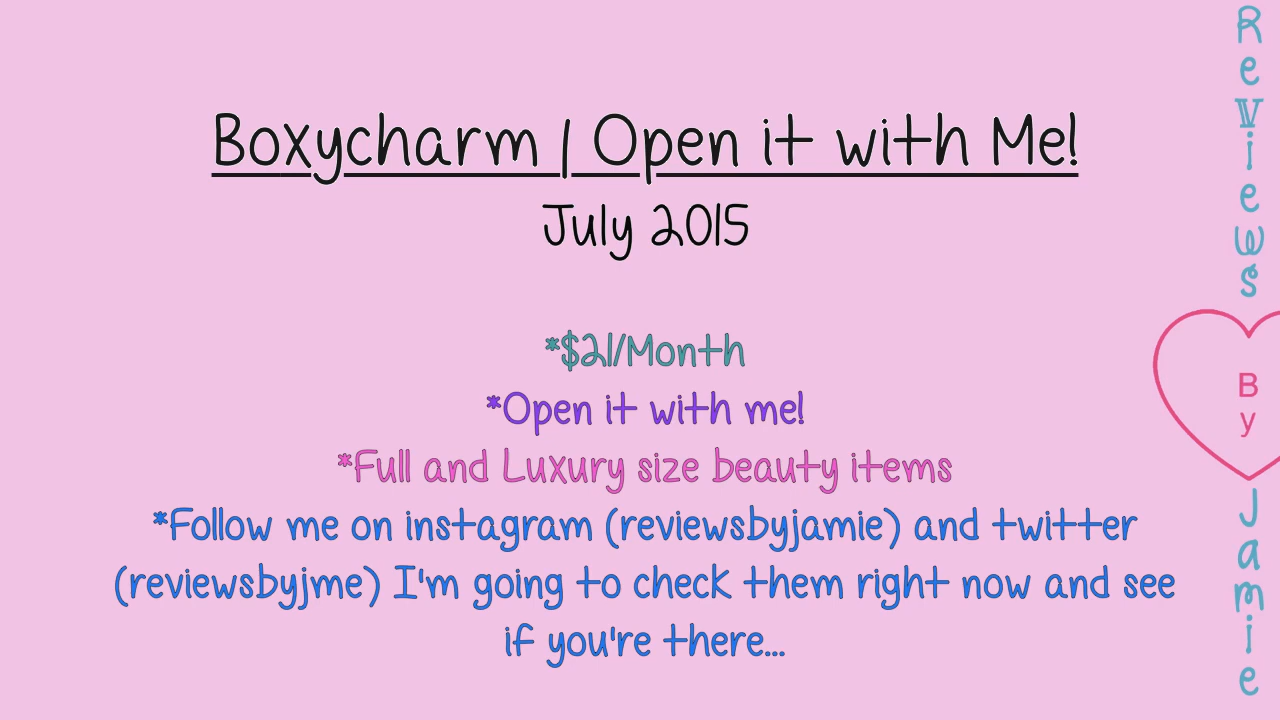 Boxycharm | Open it with Me!
July 2015
*$21/Month
*Open it with me!
*Full and Luxury size beauty items
*Follow me on instagram (reviewsbyjamie) and twitter
(reviewsbyjme) I'm going to check them right now and see
if you're there...
Reviews
By
Jamie